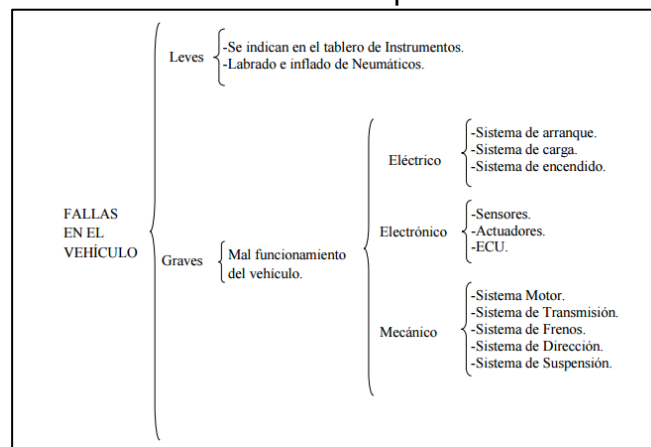 FALLAS
EN EL
VEHÍCULO
Leves
-Se indican en el tablero de Instrumentos.
-Labrado e inflado de Neumáticos.
Graves
Mal funcionamiento
del vehículo.
Eléctrico
-Sistema de arranque.
-Sistema de carga.
-Sistema de encendido.
Electrónico
-Sensores.
-Actuadores.
-ECU.
Mecánico
-Sistema Motor.
-Sistema de Transmisión.
-Sistema de Frenos.
-Sistema de Dirección.
-Sistema de Suspensión.